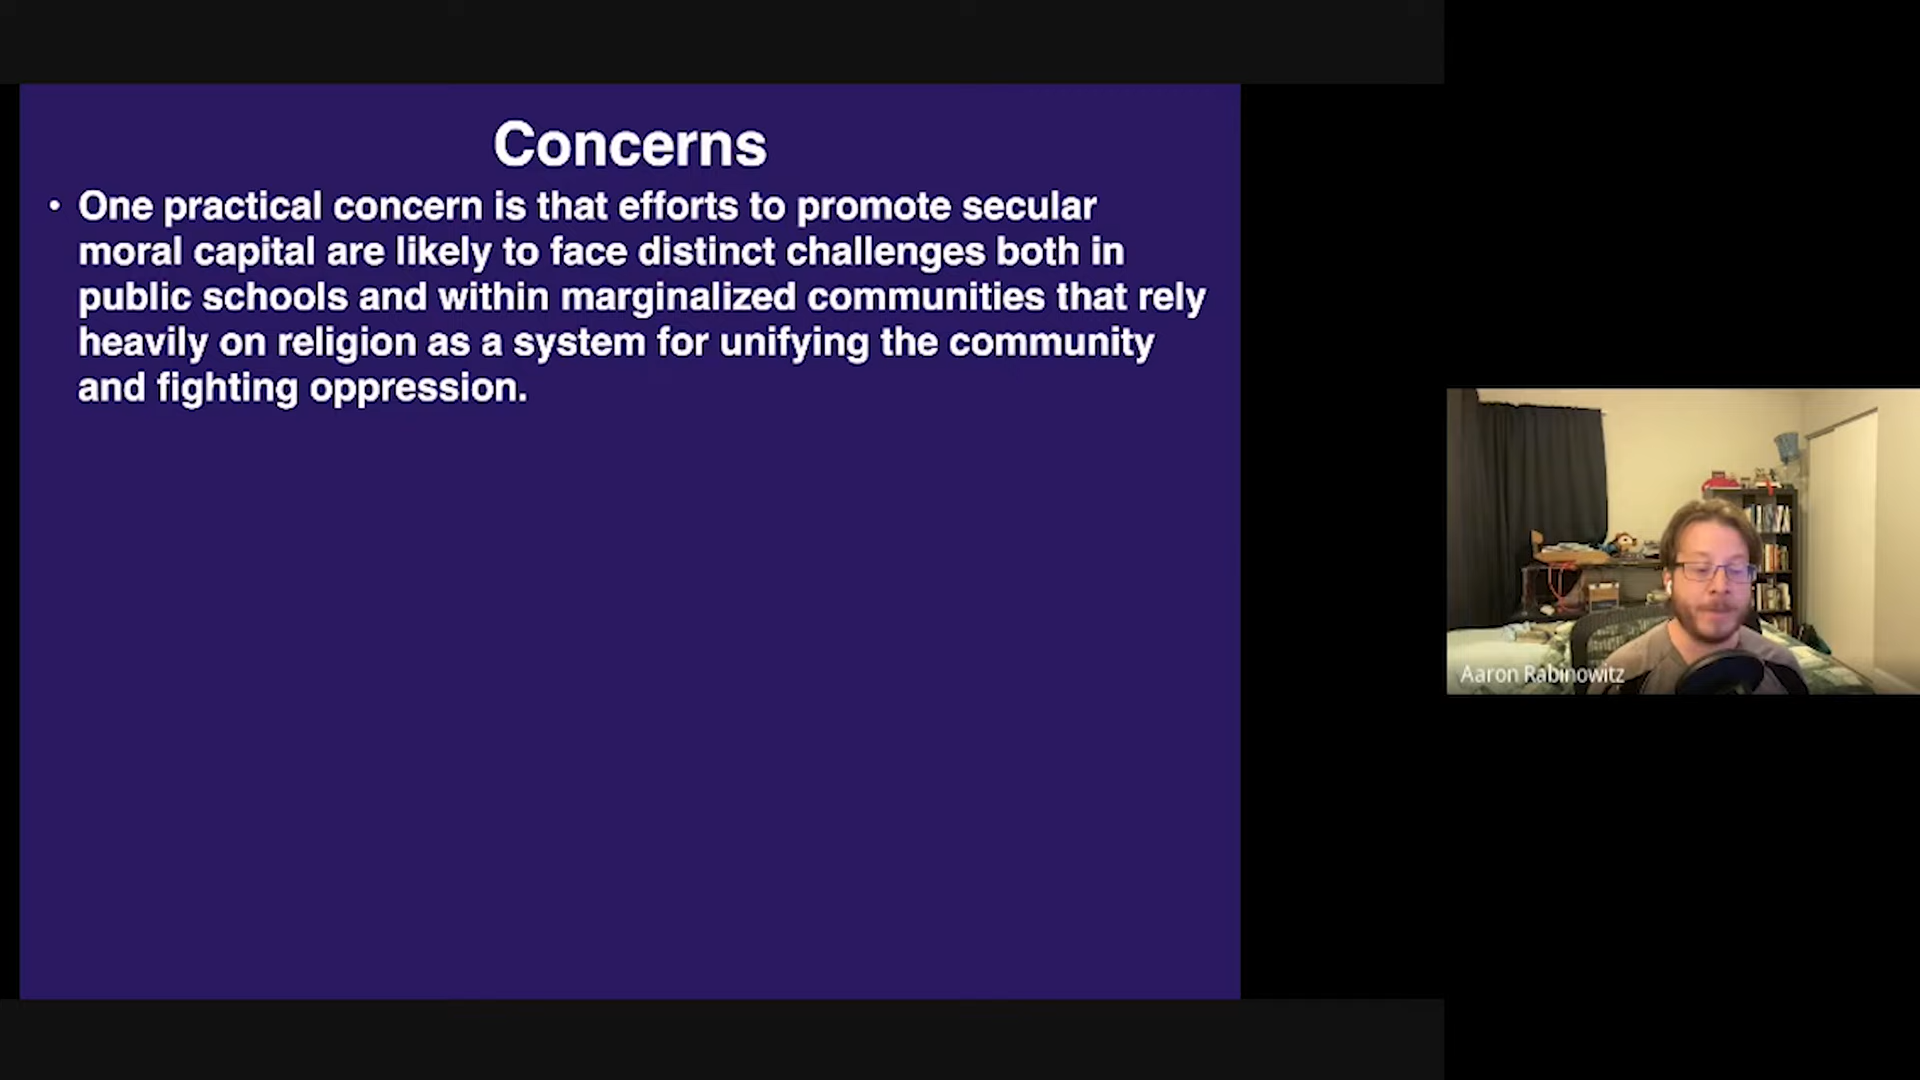 Concerns
• One practical concern is that efforts to promote secular
moral capital are likely to face distinct challenges both in
public schools and within marginalized communities that rely
heavily on religion as a system for unifying the community
and fighting oppression.
Aaron Rabinowitz